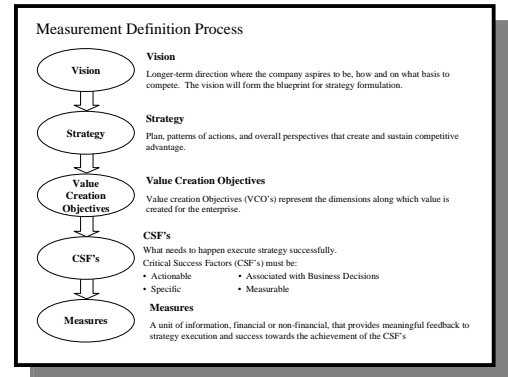 Measurement Definition Process
Vision
Vision
Longer-term direction where the company aspires to be, how and on what basis to
compete. The vision will form the blueprint for strategy formulation.
Strategy
Strategy
Plan, patterns of actions, and overall perspectives that create and sustain competitive
advantage.
Value
Creation
Objectives
Value Creation Objectives
Value creation Objectives (VCO's) represent the dimensions along which value is
created for the enterprise.
CSF's
CSF's
What needs to happen execute strategy successfully.
Critical Success Factors (CSF's) must be:
• Actionable • Associated with Business Decisions
• Specific • Measurable
Measures
Measures
A unit of information, financial or non-financial, that provides meaningful feedback to
strategy execution and success towards the achievement of the CSF's